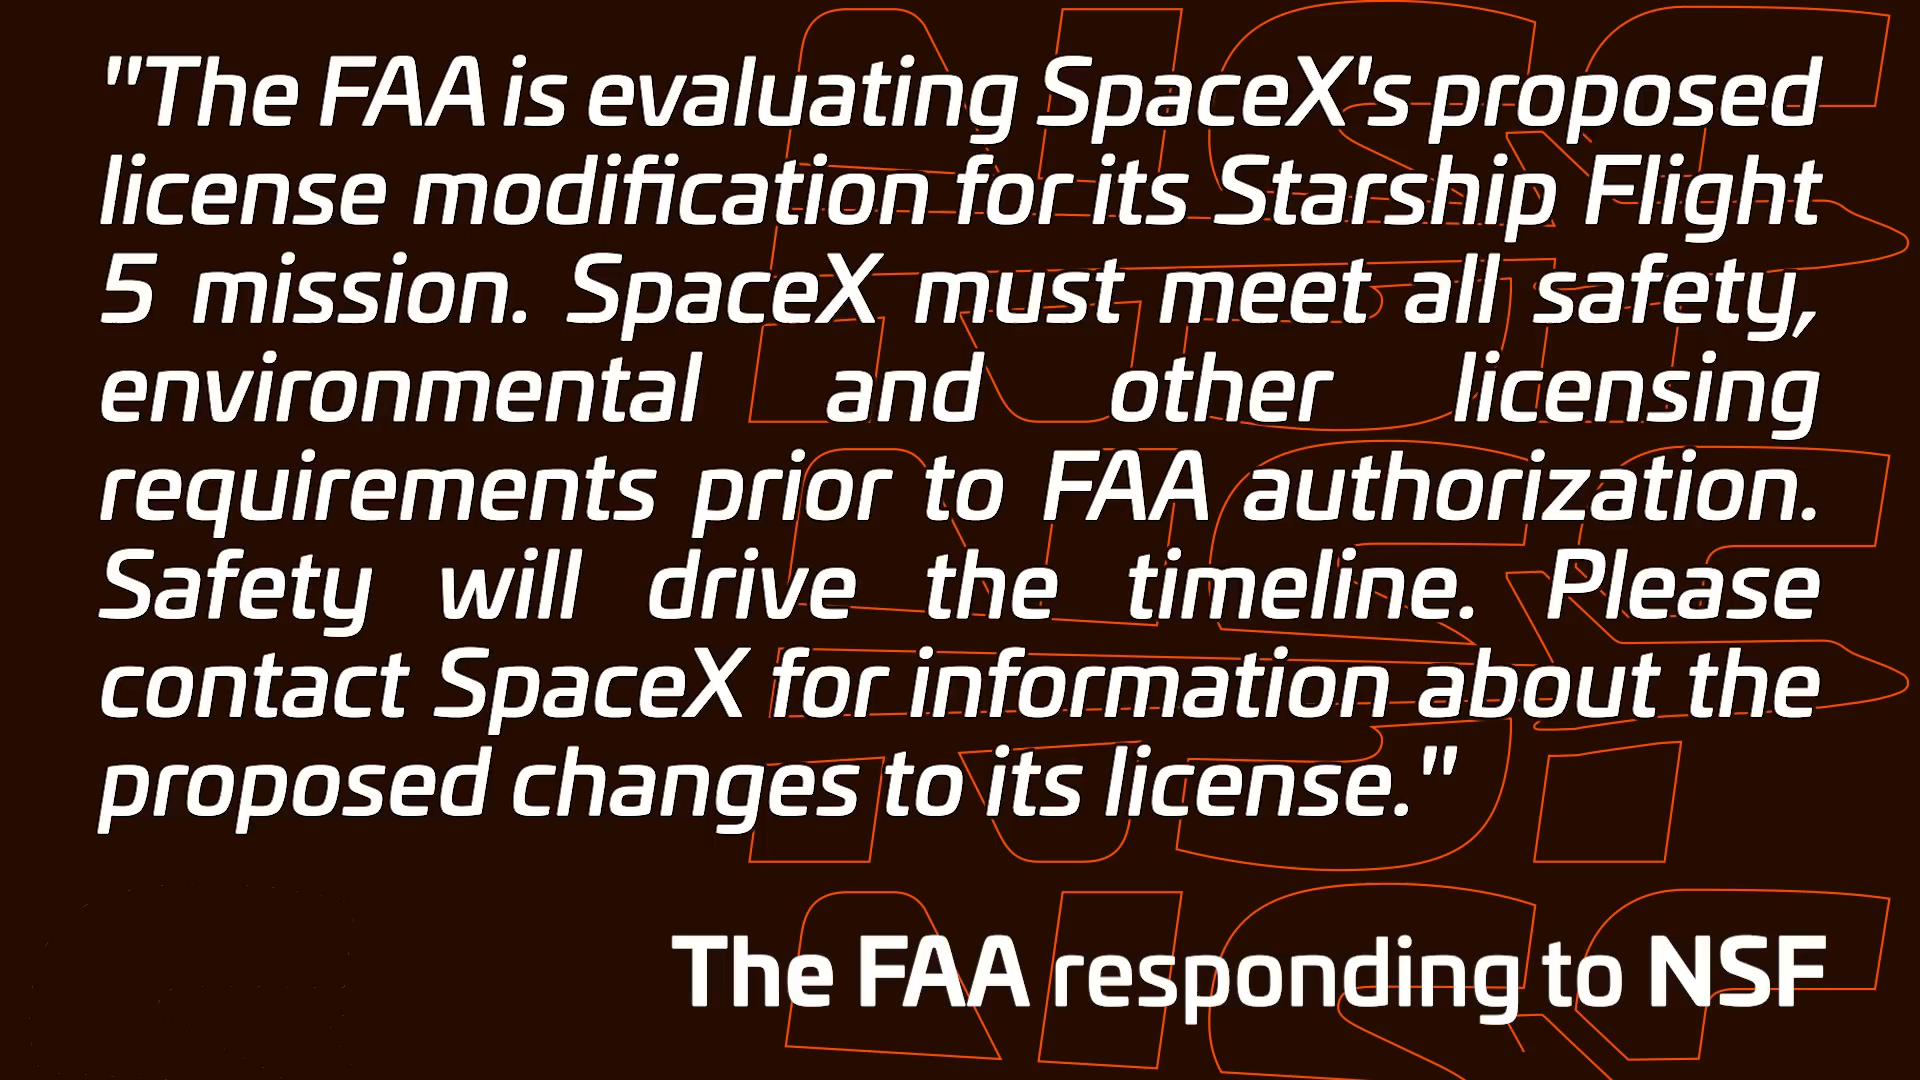 "The FAA is evaluating SpaceX's proposed
license modification for its Starship Flight
5 mission. SpaceX must meet all safety,
environmental and other licensing
requirements prior to FAA authorization.
Safety will drive the timeline. Please
contact SpaceX for information about the
proposed changes to its license."
The FAA responding to NSF